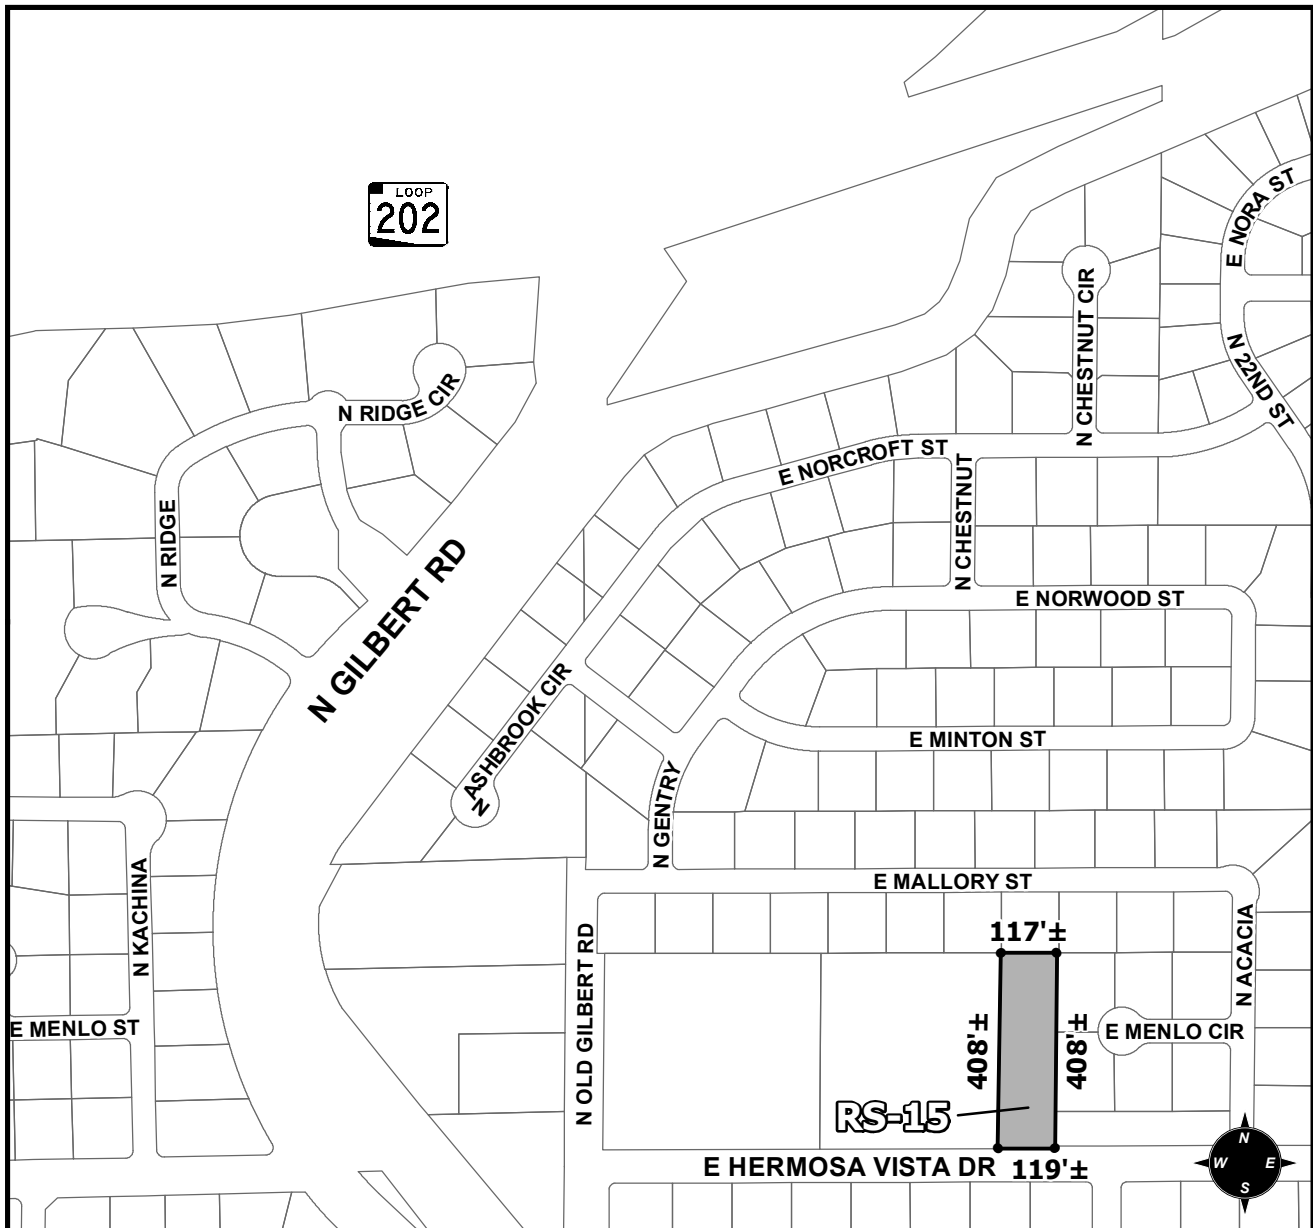 LOOP
202
E NORA ST
N CHESTNUT CIR
N 22ND ST
N RIDGE CIR
E NORCROFT ST
N CHESTNUT
N RIDGE
N GILBERT RD
E NORWOOD ST
N ASHBROOK CIR
E MINTON ST
N GENTRY
E MALLORY ST
N KACHINA
N OLD GILBERT RD
117'±
N ACACIA
E MENLO ST
408'±
408'±
E MENLO CIR
RS-15
E HERMOSA VISTA DR
119'±
N
W
E
S